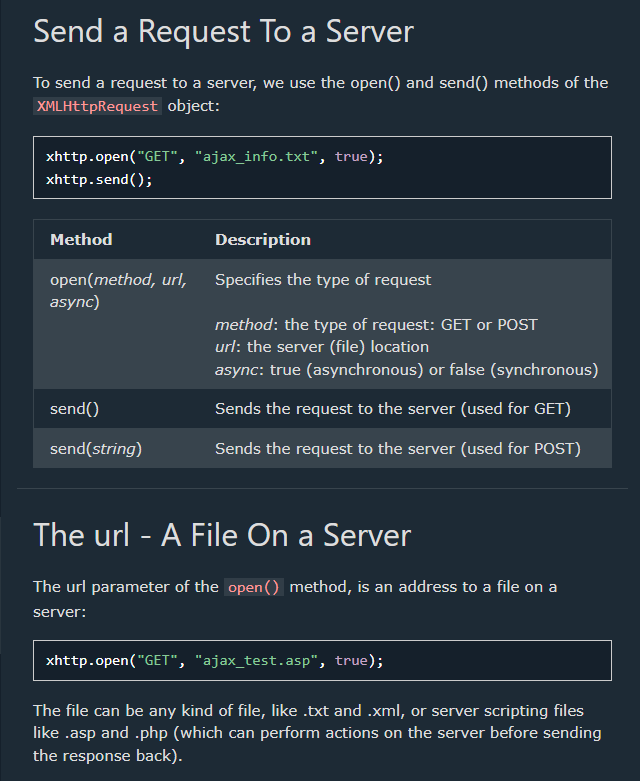 Send a Request To a Server
To send a request to a server, we use the open() and send() methods of the
XMLHttpRequest object:
xhttp.open("GET", "ajax_info.txt", true);
xhttp.send();
Method Description
open(method, url, Specifies the type of request
async)
method: the type of request: GET or POST
url: the server (file) location
async: true (asynchronous) or false (synchronous)
send() Sends the request to the server (used for GET)
send(string) Sends the request to the server (used for POST)
The url - A File On a Server
The url parameter of the open() method, is an address to a file on a
server:
xhttp.open("GET", "ajax_test.asp", true);
The file can be any kind of file, like .txt and .xml, or server scripting files
like .asp and .php (which can perform actions on the server before sending
the response back).